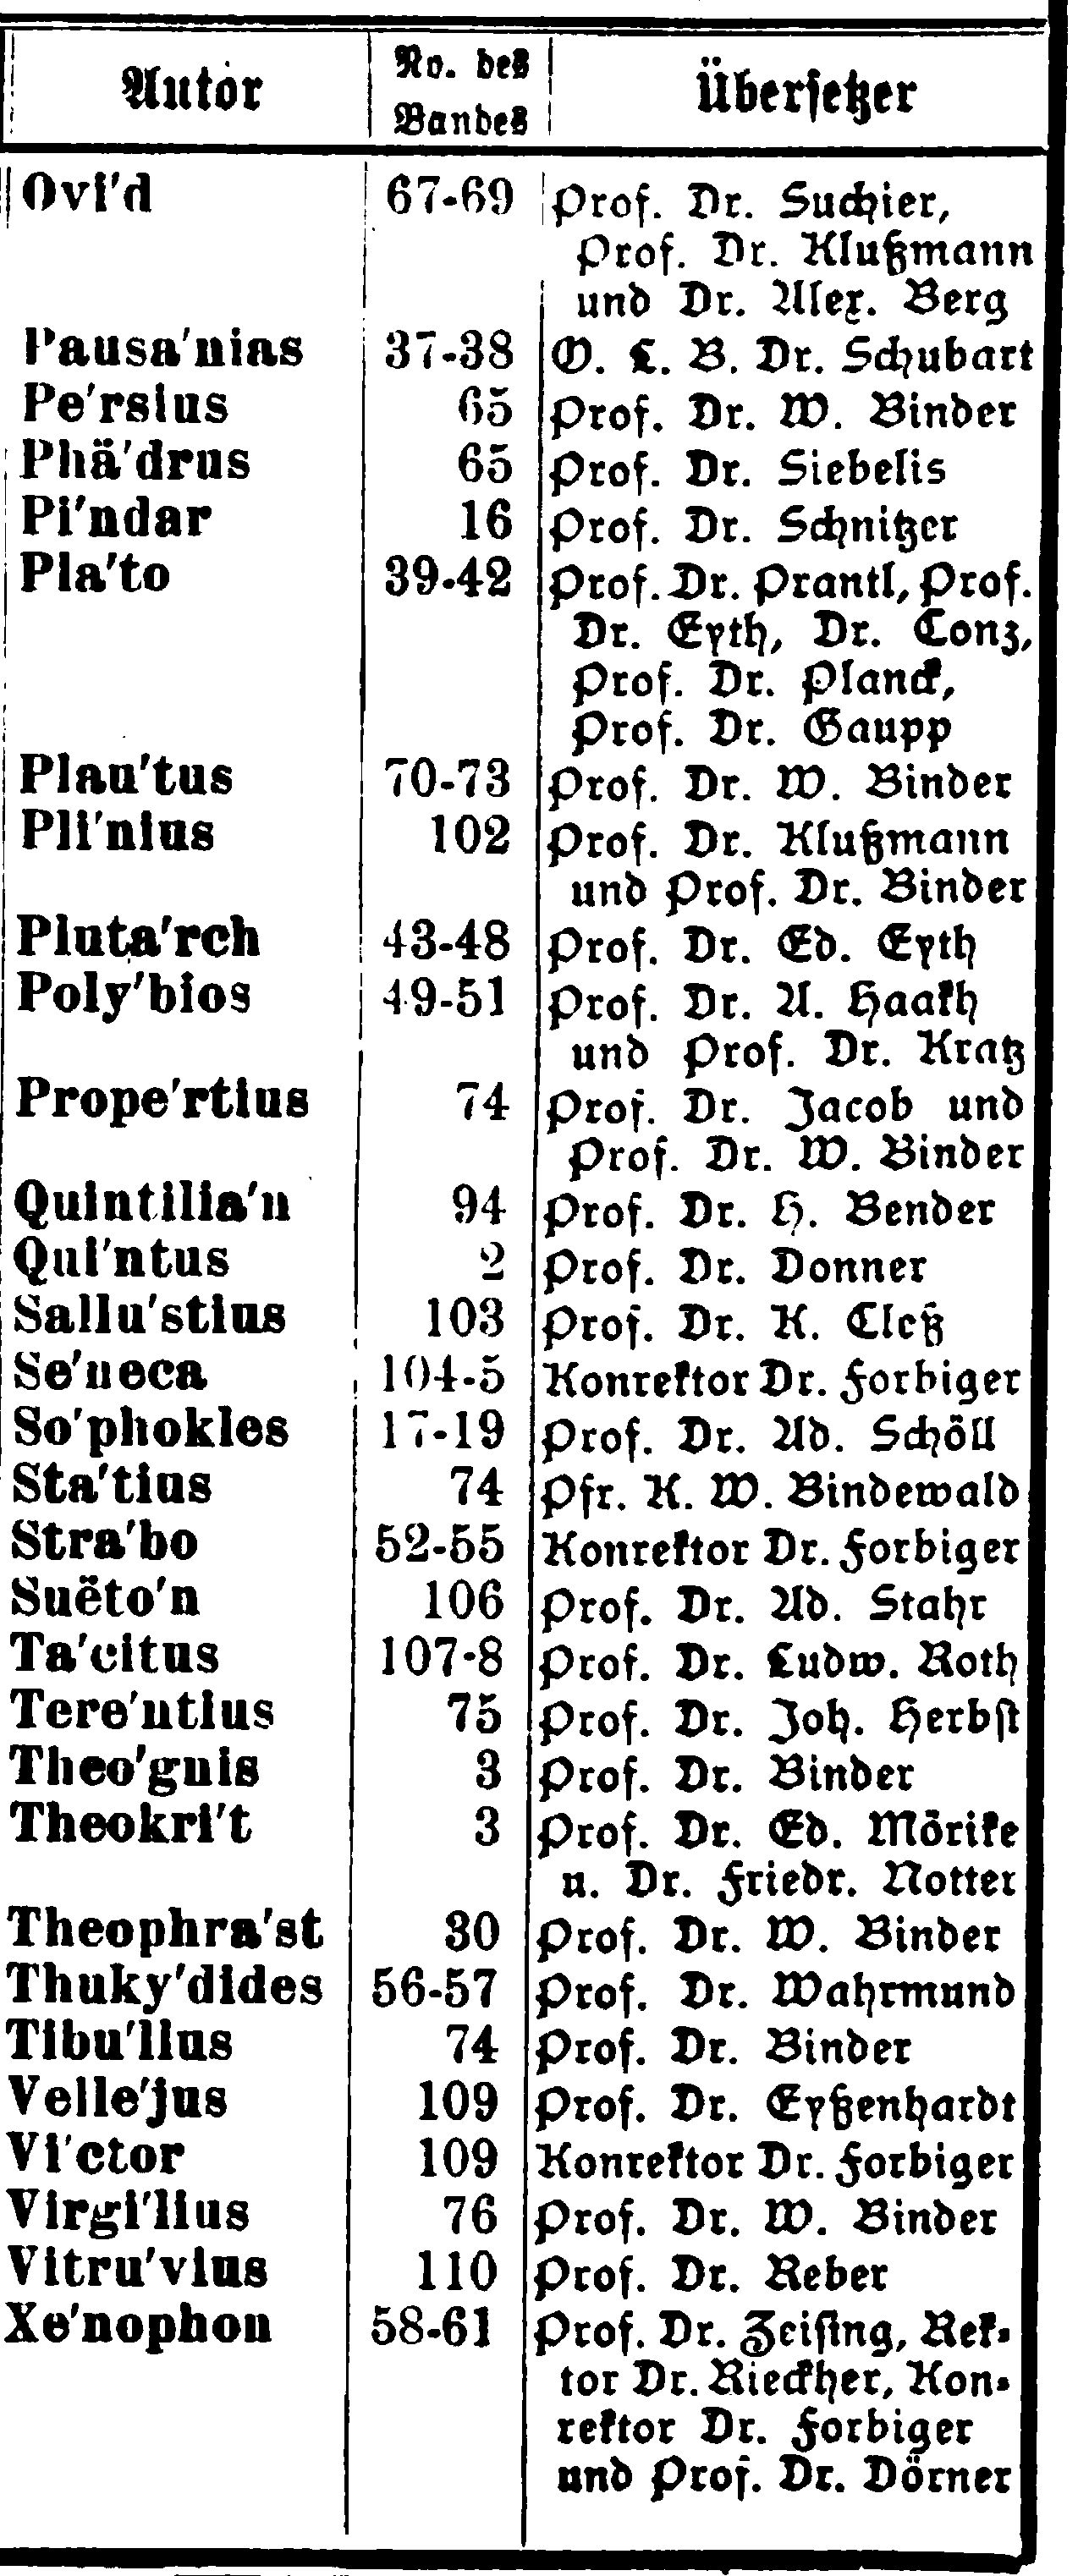 Autor No. des Bandes Übersetzer
Ovi'd 67-69 Prof. Dr. Suchier,
Prof. Dr. Klußmann
und Dr. Alex. Berg
Pausa'nias 37-38 O. L. B. Dr. Schubart
Pe'rsius 65 Prof. Dr. W. Binder
Phä'drus 65 Prof. Dr. Siebelis
Pi'ndar 16 Prof. Dr. Schnitzer
Pla'to 39-42 Prof. Dr. Prantl, Prof.
Dr. Eyth, Dr. Conz,
Prof. Dr. Planck,
Prof. Dr. Gaupp
Plau'tus 70-73 Prof. Dr. W. Binder
Pli'nius 102 Prof. Dr. Klußmann
und Prof. Dr. Binder
Pluta'rch 43-48 Prof. Dr. Ed. Eyth
Poly'bios 49-51 Prof. Dr. A. Haakh
und Prof. Dr. Kratz
Prope'rtius 74 Prof. Dr. Jacob und
Prof. Dr. W. Binder
Quintilia'n 94 Prof. Dr. H. Bender
Qui'ntus 2 Prof. Dr. Donner
Sallu'stius 103 Prof. Dr. K. Cleß
Se'neca 104-5 Konrektor Dr. Forbiger
So'phokles 17-19 Prof. Dr. Ad. Schöll
Sta'tius 74 Pfr. K. W. Bindewald
Stra'bo 52-55 Konrektor Dr. Forbiger
Suëto'n 106 Prof. Dr. Ad. Stahr
Ta'citus 107-8 Prof. Dr. Ludw. Roth
Tere'ntius 75 Prof. Dr. Joh. Herbst
Theo'gnis 3 Prof. Dr. Binder
Theokri't 3 Prof. Dr. Ed. Mörike
u. Dr. Friedr. Notter
Theophra'st 30 Prof. Dr. W. Binder
Thuky'dides 56-57 Prof. Dr. Wahrmund
Tibu'llus 74 Prof. Dr. Binder
Velle'jus 109 Prof. Dr. Eyßenhardt
Vi'ctor 109 Konrektor Dr. Forbiger
Virgi'lius 76 Prof. Dr. W. Binder
Vitru'vius 110 Prof. Dr. Reber
Xe'nophon 58-61 Prof. Dr. Zeising, Rek-
tor Dr. Rieckher, Kon-
rektor Dr. Forbiger
und Prof. Dr. Dörner